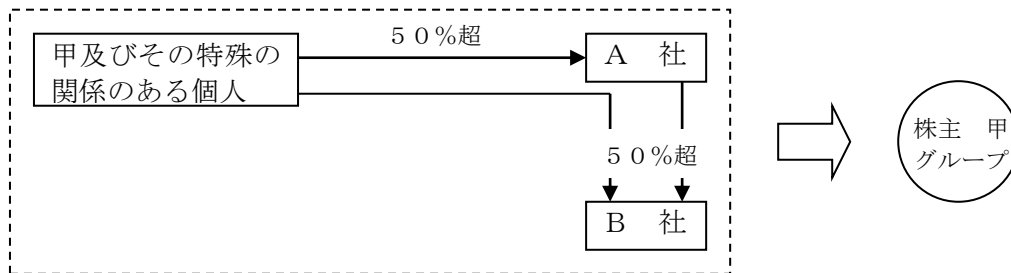 ５０％超
甲及びその特殊の
関係のある個人
Ａ　社
５０％超
Ｂ　社
株主　甲
グループ